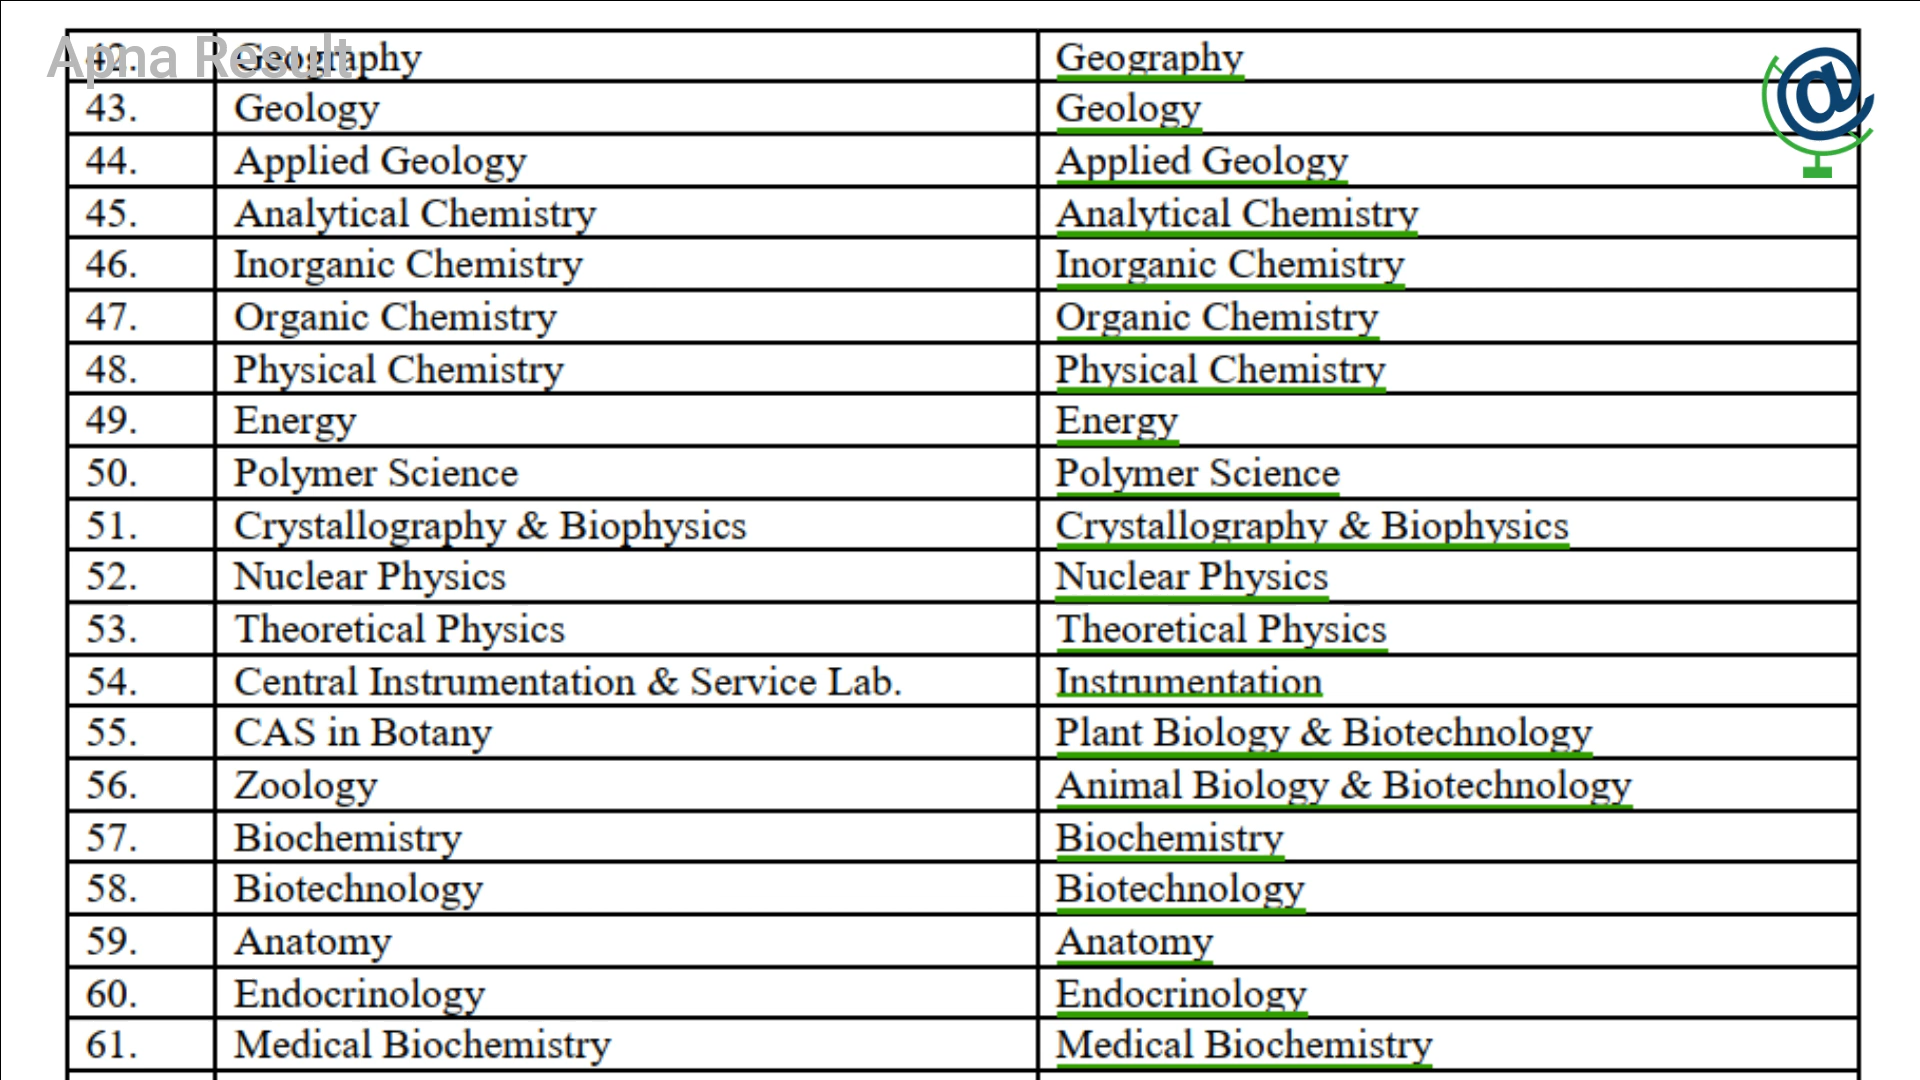 Apna Result
42. Geography Geography
43. Geology Geology
44. Applied Geology Applied Geology
45. Analytical Chemistry Analytical Chemistry
46. Inorganic Chemistry Inorganic Chemistry
47. Organic Chemistry Organic Chemistry
48. Physical Chemistry Physical Chemistry
49. Energy Energy
50. Polymer Science Polymer Science
51. Crystallography & Biophysics Crystallography & Biophysics
52. Nuclear Physics Nuclear Physics
53. Theoretical Physics Theoretical Physics
54. Central Instrumentation & Service Lab. Instrumentation
55. CAS in Botany Plant Biology & Biotechnology
56. Zoology Animal Biology & Biotechnology
57. Biochemistry Biochemistry
58. Biotechnology Biotechnology
59. Anatomy Anatomy
60. Endocrinology Endocrinology
61. Medical Biochemistry Medical Biochemistry